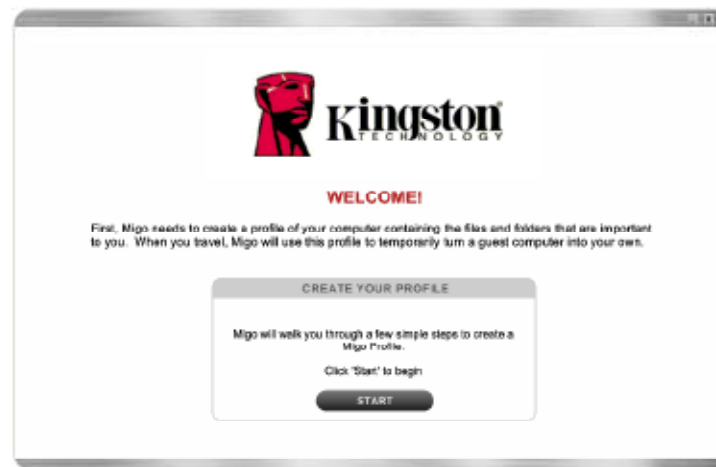 Kingston
TECHNOLOGY
WELCOME!
First, Migo needs to create a profile of your computer containing the files and folders that are important
to you. When you travel, Migo will use this profile to temporarily turn a guest computer into your own.
CREATE YOUR PROFILE
Migo will walk you through a few simple steps to create a
Migo Profile.
Click 'Start' to begin
START